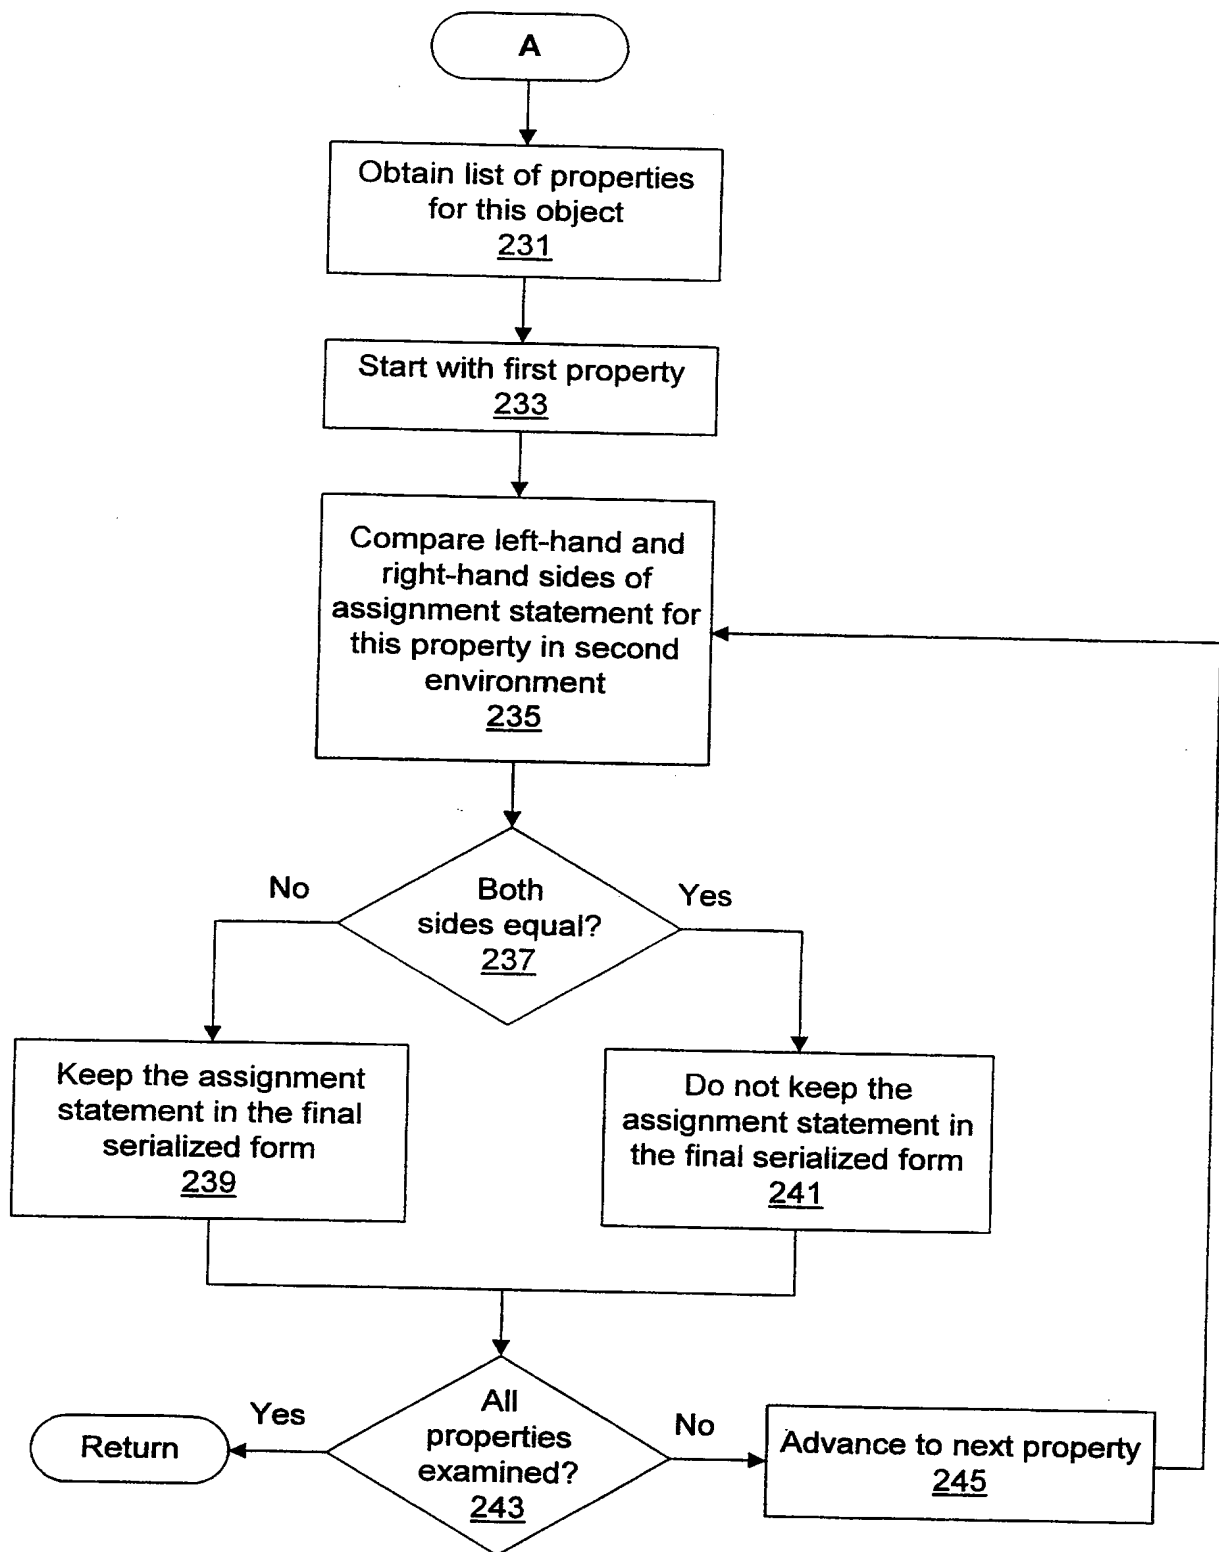 A
Obtain list of properties
for this object
231
Start with first property
233
Compare left-hand and
right-hand sides of
assignment statement for
this property in second
environment
235
No
Both
sides equal?
237
Yes
Keep the assignment
statement in the final
serialized form
239
Do not keep the
assignment statement in
the final serialized form
241
Return
Yes
All
properties
examined?
243
No
Advance to next property
245